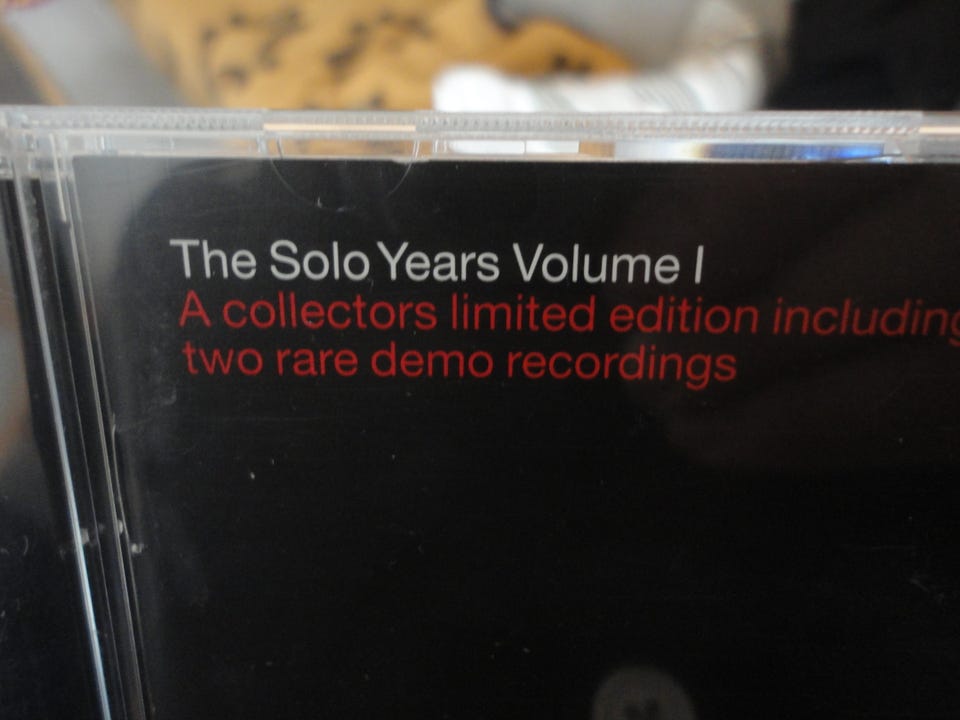 The Solo Years Volume I
A collectors limited edition including
two rare demo recordings